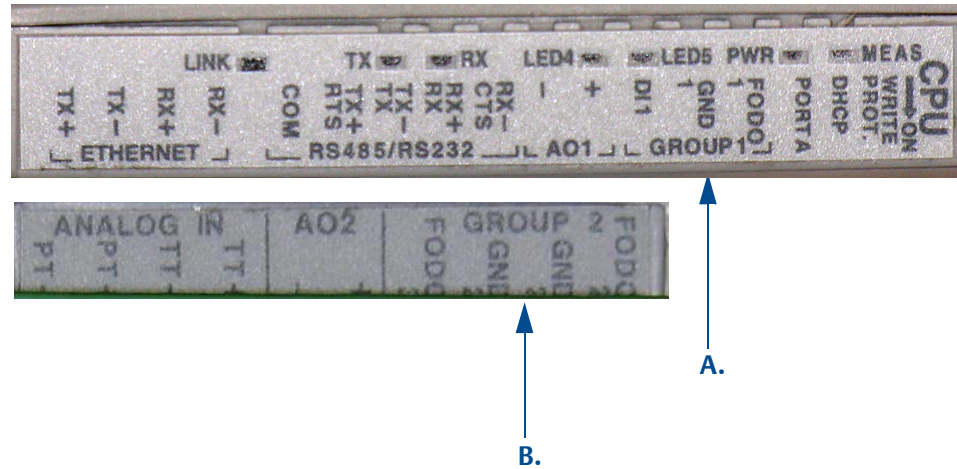 LINK TX RX LED4 LED5 PWR MEAS
TX+ TX- RX+ RX- COM RTS TX+ TX TX- RX RX+ CTS RX- - + DI1 GND 1 FODO 1 PORT A DHCP WRITE PROT. ON CPU
ETHERNET RS485/RS232 AO1 GROUP1
ANALOG IN AO2 GROUP 2
PT PT TT TT FODO GND GND FODO
A.
B.